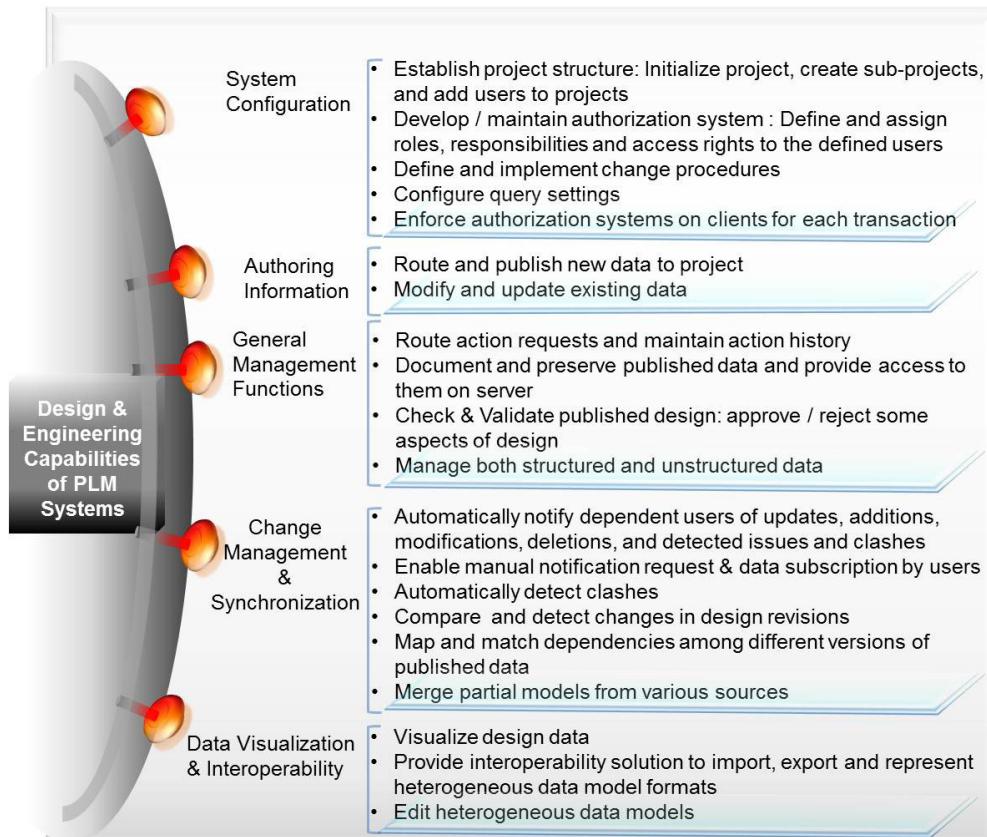 Design &
Engineering
Capabilities
of PLM
Systems
System
Configuration
• Establish project structure: Initialize project, create sub-projects,
and add users to projects
• Develop / maintain authorization system : Define and assign
roles, responsibilities and access rights to the defined users
• Define and implement change procedures
• Configure query settings
• Enforce authorization systems on clients for each transaction
Authoring
Information
• Route and publish new data to project
• Modify and update existing data
General
Management
Functions
• Route action requests and maintain action history
• Document and preserve published data and provide access to
them on server
• Check & Validate published design: approve / reject some
aspects of design
• Manage both structured and unstructured data
Change
Management
&
Synchronization
• Automatically notify dependent users of updates, additions,
modifications, deletions, and detected issues and clashes
• Enable manual notification request & data subscription by users
• Automatically detect clashes
• Compare and detect changes in design revisions
• Map and match dependencies among different versions of
published data
• Merge partial models from various sources
Data Visualization
& Interoperability
• Visualize design data
• Provide interoperability solution to import, export and represent
heterogeneous data model formats
• Edit heterogeneous data models